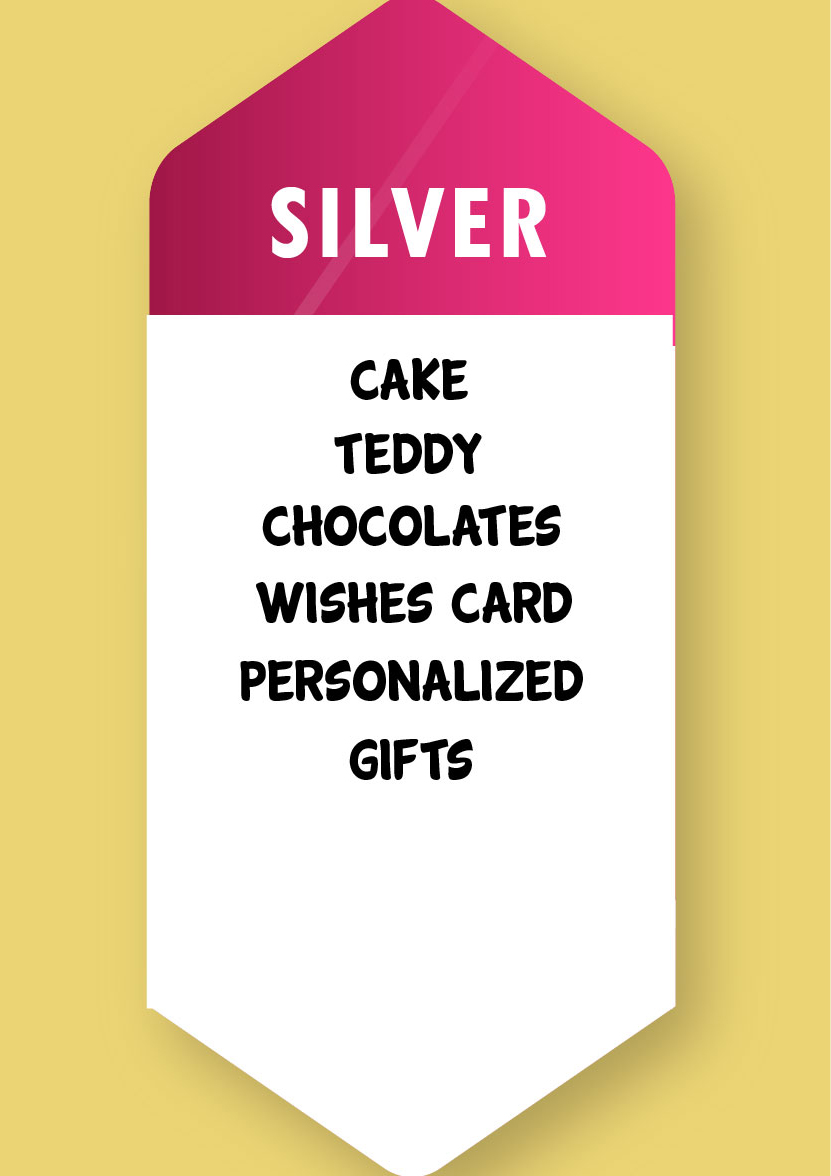 SILVER
CAKE
TEDDY
CHOCOLATES
WISHES CARD
PERSONALIZED
GIFTS